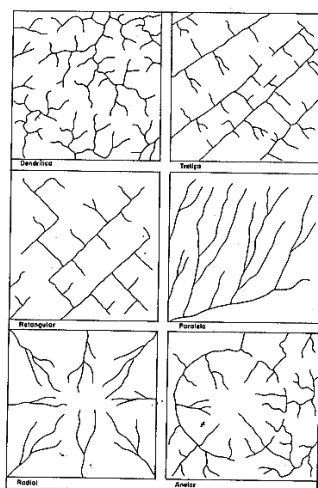 Dendrítica
Treliça
Retangular
Paralela
Radial
Anelar